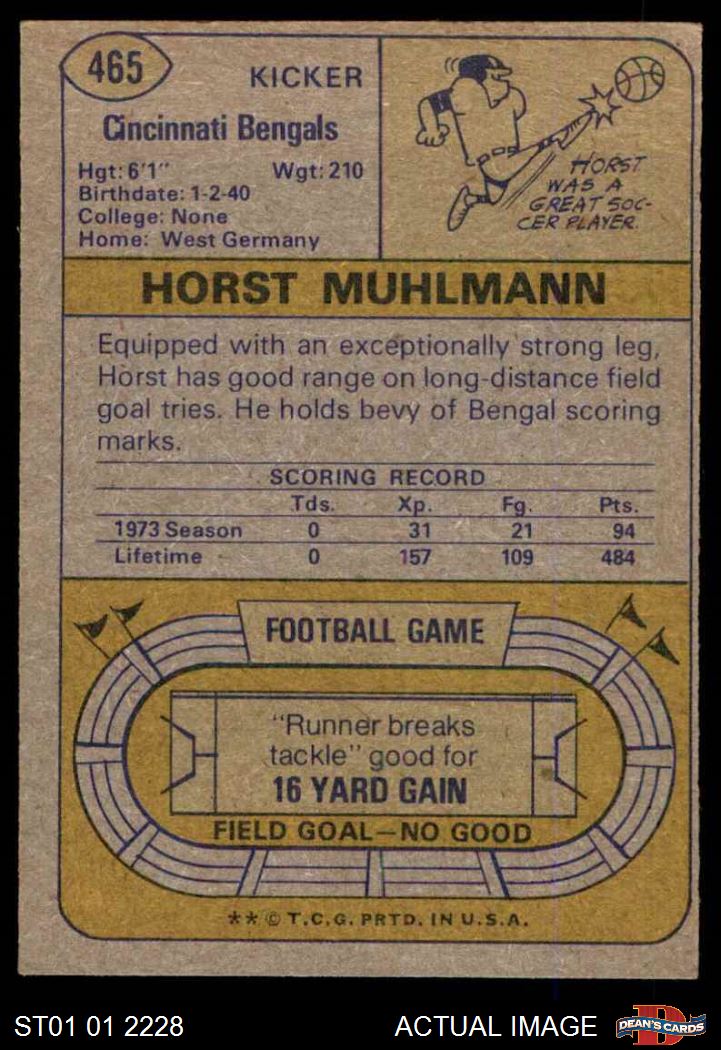 465
KICKER
Cincinnati Bengals
Hgt: 6'1" Wgt: 210
Birthdate: 1-2-40
College: None
Home: West Germany
HORST
WAS A
GREAT SOC-
CER PLAYER.
HORST MUHLMANN
Equipped with an exceptionally strong leg,
Horst has good range on long-distance field
goal tries. He holds bevy of Bengal scoring
marks.
SCORING RECORD
Tds. Xp. Fg. Pts.
1973 Season 0 31 21 94
Lifetime 0 157 109 484
FOOTBALL GAME
"Runner breaks
tackle" good for
16 YARD GAIN
FIELD GOAL—NO GOOD
** © T.C.G. PRTD. IN U.S.A.
ST01 01 2228 ACTUAL IMAGE
D
DEAN'S CARDS